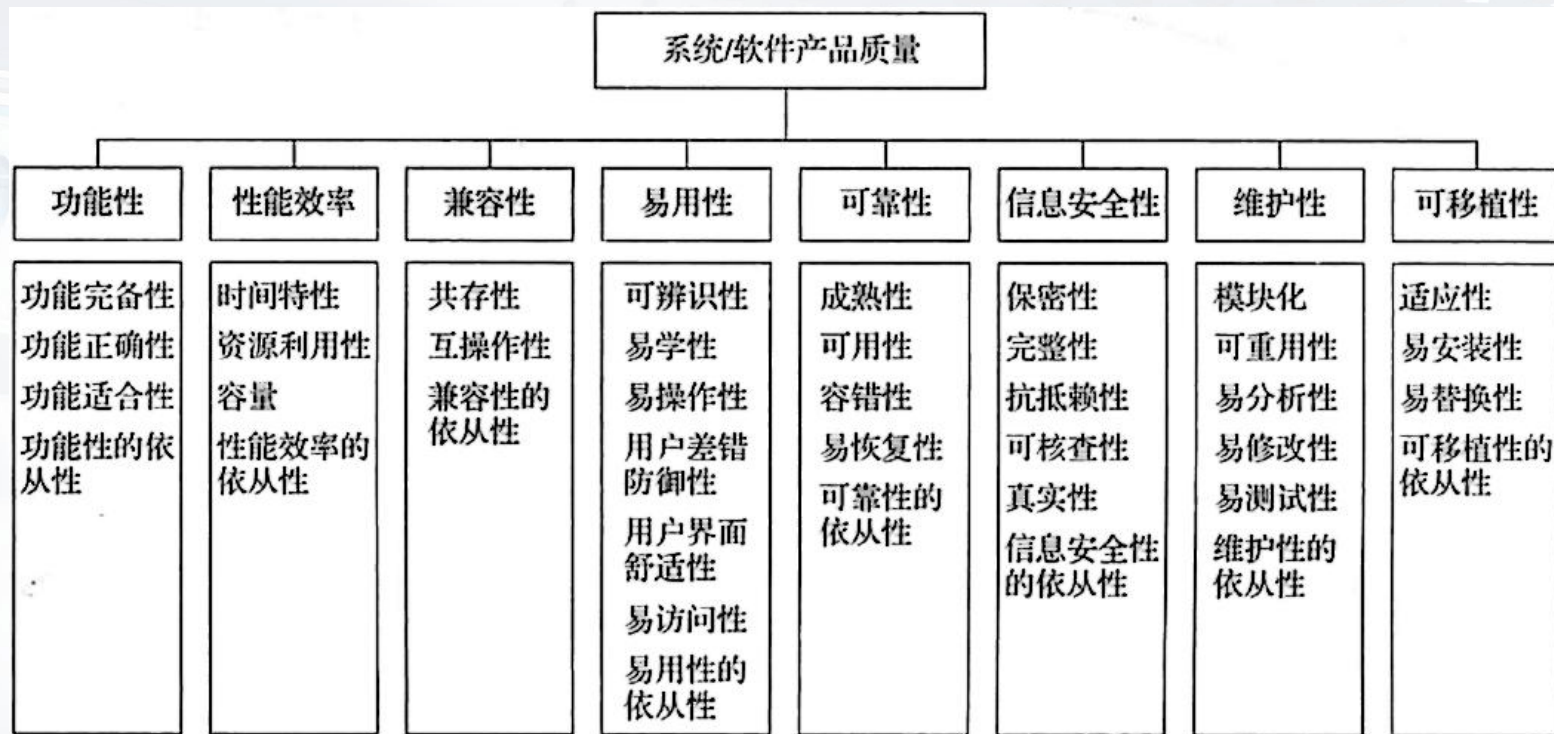 系统/软件产品质量
功能性
性能效率
兼容性
易用性
可靠性
信息安全性
维护性
可移植性
功能完备性
功能正确性
功能适合性
功能性的依
从性
时间特性
资源利用性
容量
性能效率的
依从性
共存性
互操作性
兼容性的
依从性
可辨识性
易学性
易操作性
用户差错
防御性
用户界面
舒适性
易访问性
易用性的
依从性
成熟性
可用性
容错性
易恢复性
可靠性的
依从性
保密性
完整性
抗抵赖性
可核查性
真实性
信息安全性
的依从性
模块化
可重用性
易分析性
易修改性
易测试性
维护性的
依从性
适应性
易安装性
易替换性
可移植性的
依从性